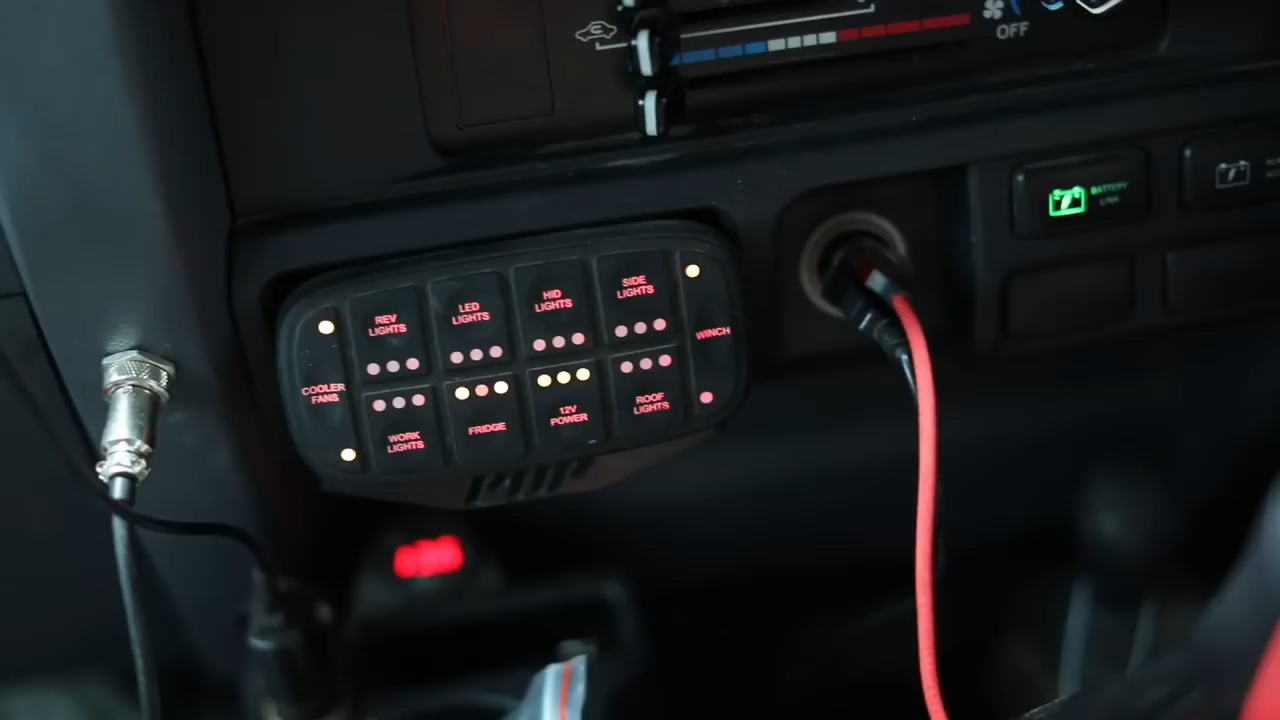 OFF
BATTERY
LINK
REV
LIGHTS
LED
LIGHTS
HID
LIGHTS
SIDE
LIGHTS
WINCH
COOLER
FANS
WORK
LIGHTS
FRIDGE
12V
POWER
ROOF
LIGHTS